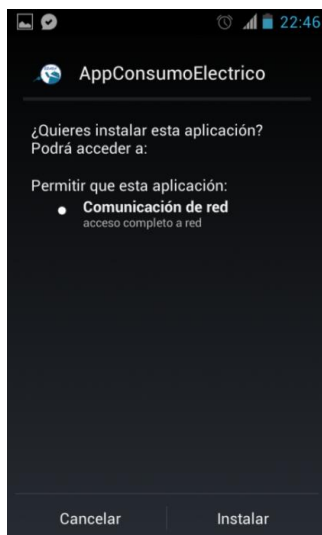 22:46
AppConsumoElectrico
¿Quieres instalar esta aplicación?
Podrá acceder a:
Permitir que esta aplicación:
Comunicación de red
acceso completo a red
Cancelar
Instalar